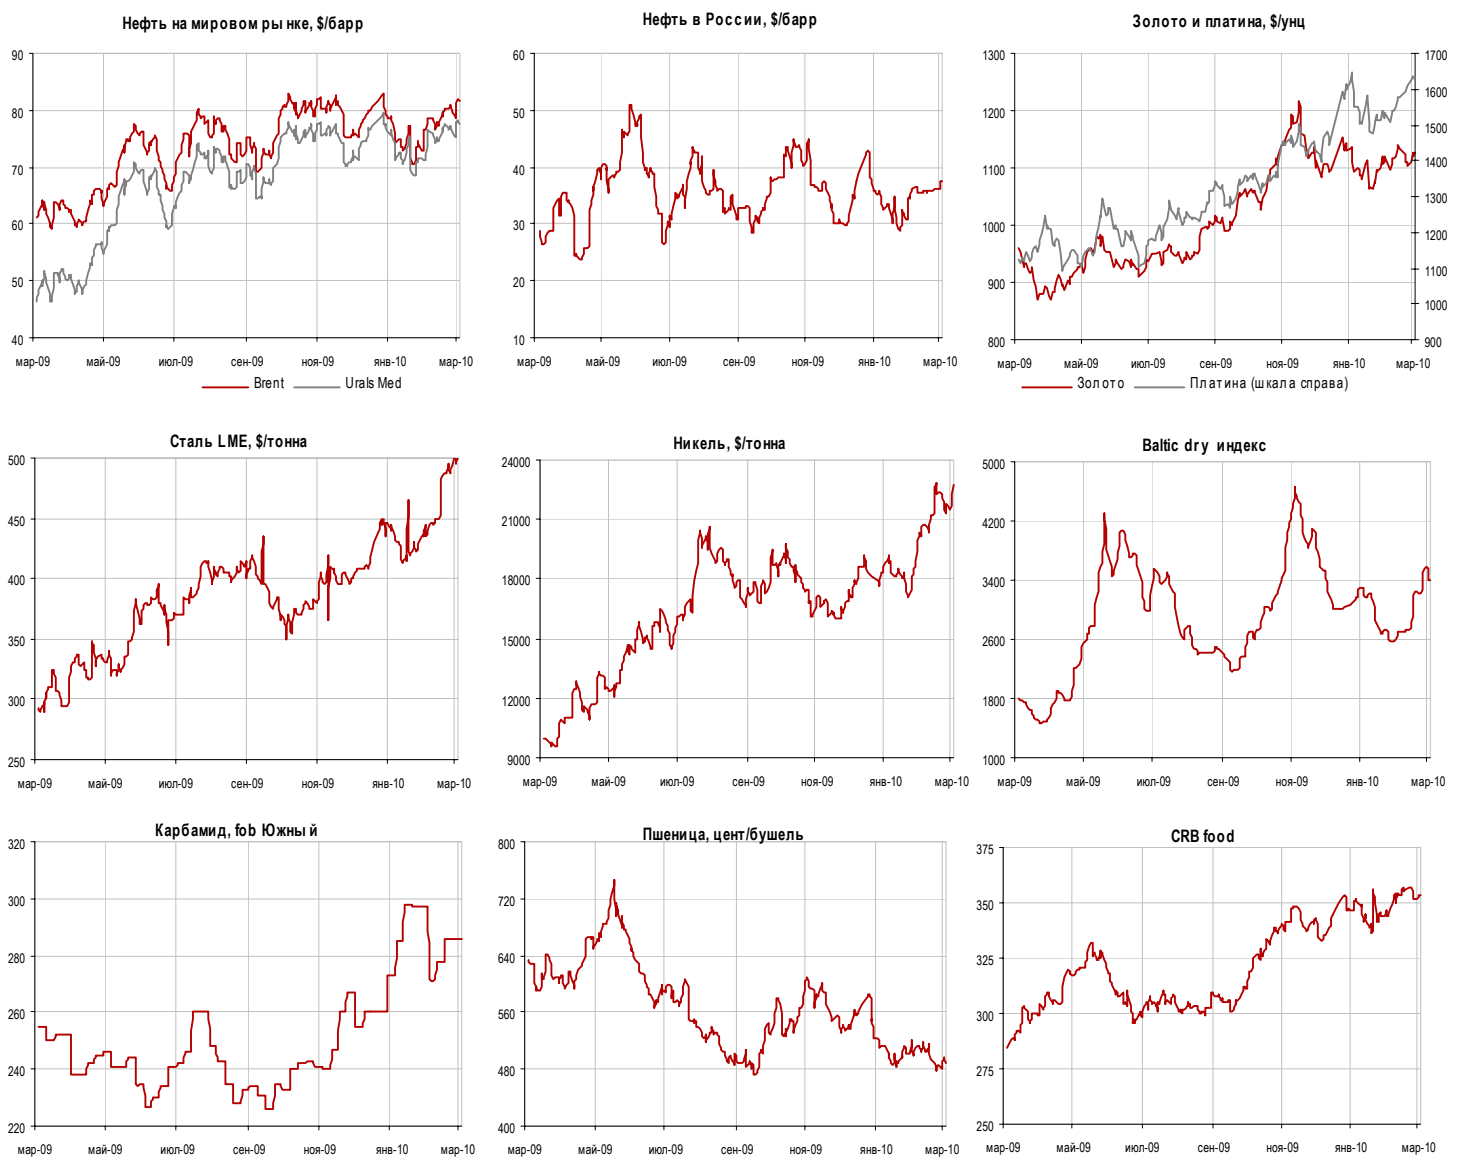 Нефть на мировом рынке, $/барр
90
80
70
60
50
40
мар-09 май-09 июл-09 сен-09 ноя-09 янв-10 мар-10
Brent Urals Med
Нефть в России, $/барр
60
50
40
30
20
10
мар-09 май-09 июл-09 сен-09 ноя-09 янв-10 мар-10
Золото и платина, $/унц
1300 1700
1200 1600
1100 1500
1000 1400
900 1300
800 1200
1100
1000
900
мар-09 май-09 июл-09 сен-09 ноя-09 янв-10 мар-10
Золото Платина (шкала справа)
Сталь LME, $/тонна
500
450
400
350
300
250
мар-09 май-09 июл-09 сен-09 ноя-09 янв-10 мар-10
Никель, $/тонна
24000
21000
18000
15000
12000
9000
мар-09 май-09 июл-09 сен-09 ноя-09 янв-10 мар-10
Baltic dry индекс
5000
4200
3400
2600
1800
1000
мар-09 май-09 июл-09 сен-09 ноя-09 янв-10 мар-10
Карбамид, fob Южный
320
300
280
260
240
220
мар-09 май-09 июл-09 сен-09 ноя-09 янв-10 мар-10
Пшеница, цент/бушель
800
720
640
560
480
400
мар-09 май-09 июл-09 сен-09 ноя-09 янв-10 мар-10
CRB food
375
350
325
300
275
250
мар-09 май-09 июл-09 сен-09 ноя-09 янв-10 мар-10